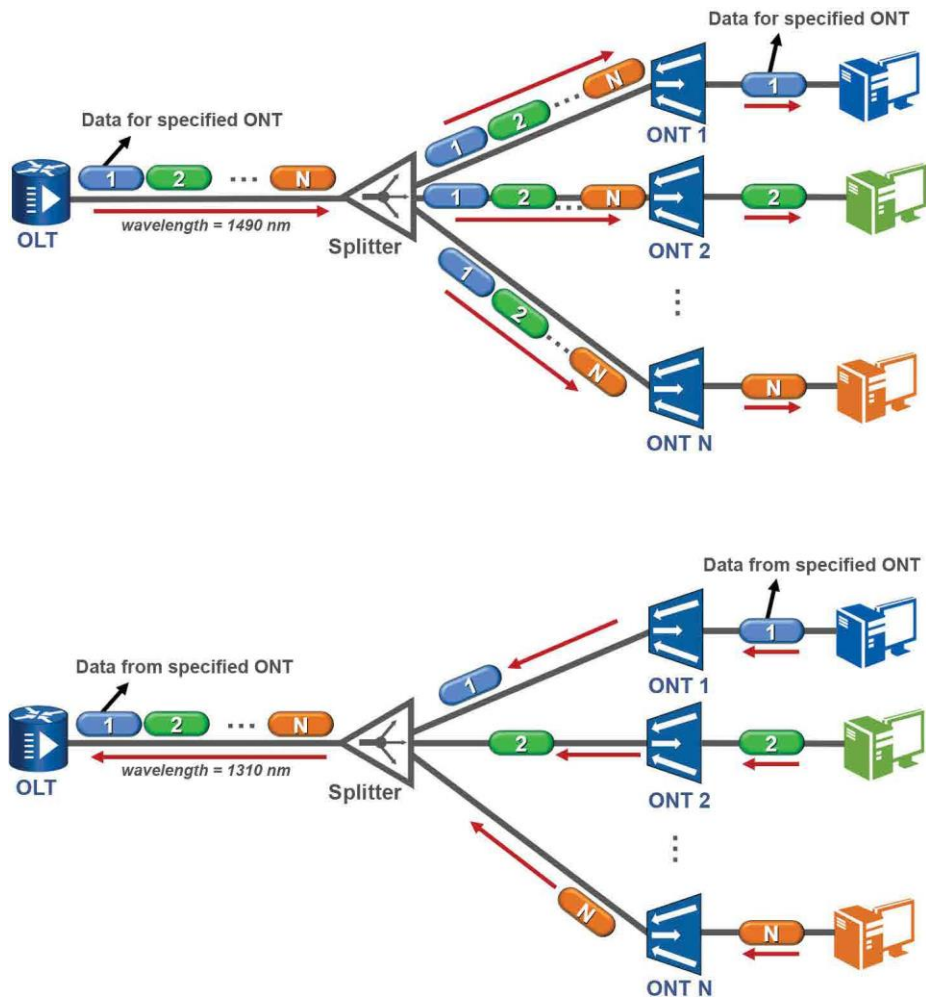 Data for specified ONT
1
ONT 1
Data for specified ONT
1
2
N
OLT
wavelength = 1490 nm
Splitter
1
2
N
1
2
N
2
ONT 2
1
2
N
N
ONT N
Data from specified ONT
1
ONT 1
Data from specified ONT
1
2
N
OLT
wavelength = 1310 nm
Splitter
1
2
2
ONT 2
N
N
ONT N